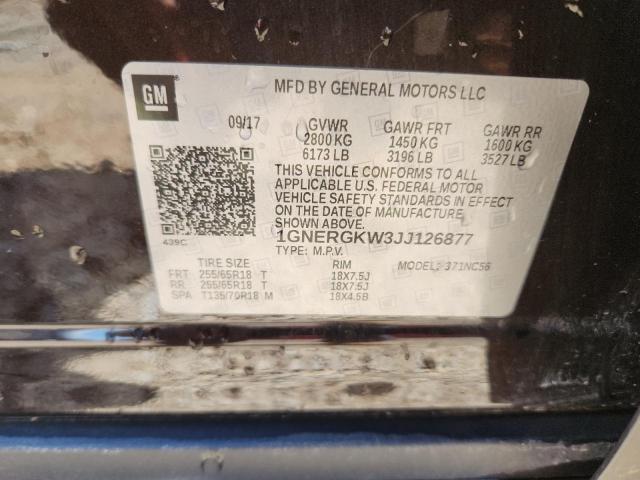 GM
MFD BY GENERAL MOTORS LLC
09/17 GVWR GAWR FRT GAWR RR
2800 KG 1450 KG 1600 KG
6173 LB 3196 LB 3527 LB
THIS VEHICLE CONFORMS TO ALL
APPLICABLE U.S. FEDERAL MOTOR
VEHICLE SAFETY STANDARDS IN
EFFECT ON THE DATE OF MANUFACTURE
SHOWN ABOVE.
439C
1GNERGKW3JJ126877
TYPE: M.P.V. MODEL: 371NC56
TIRE SIZE RIM
FRT 255/65R18 T 18X7.5J
RR 255/65R18 T 18X7.5J
SPA T135/70R18 M 18X4.5B